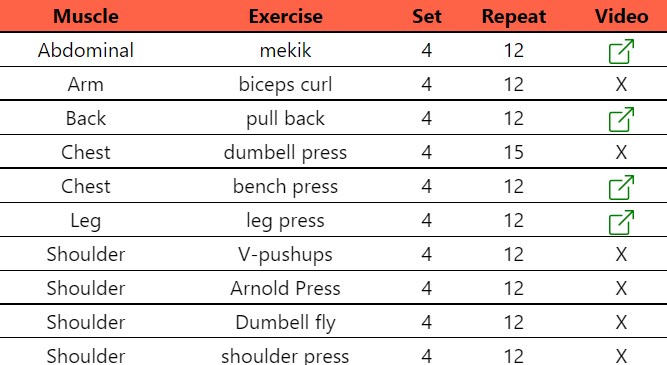 Muscle Exercise Set Repeat Video
Abdominal mekik 4 12
Arm biceps curl 4 12 X
Back pull back 4 12
Chest dumbell press 4 15 X
Chest bench press 4 12
Leg leg press 4 12
Shoulder V-pushups 4 12 X
Shoulder Arnold Press 4 12 X
Shoulder Dumbell fly 4 12 X
Shoulder shoulder press 4 12 X